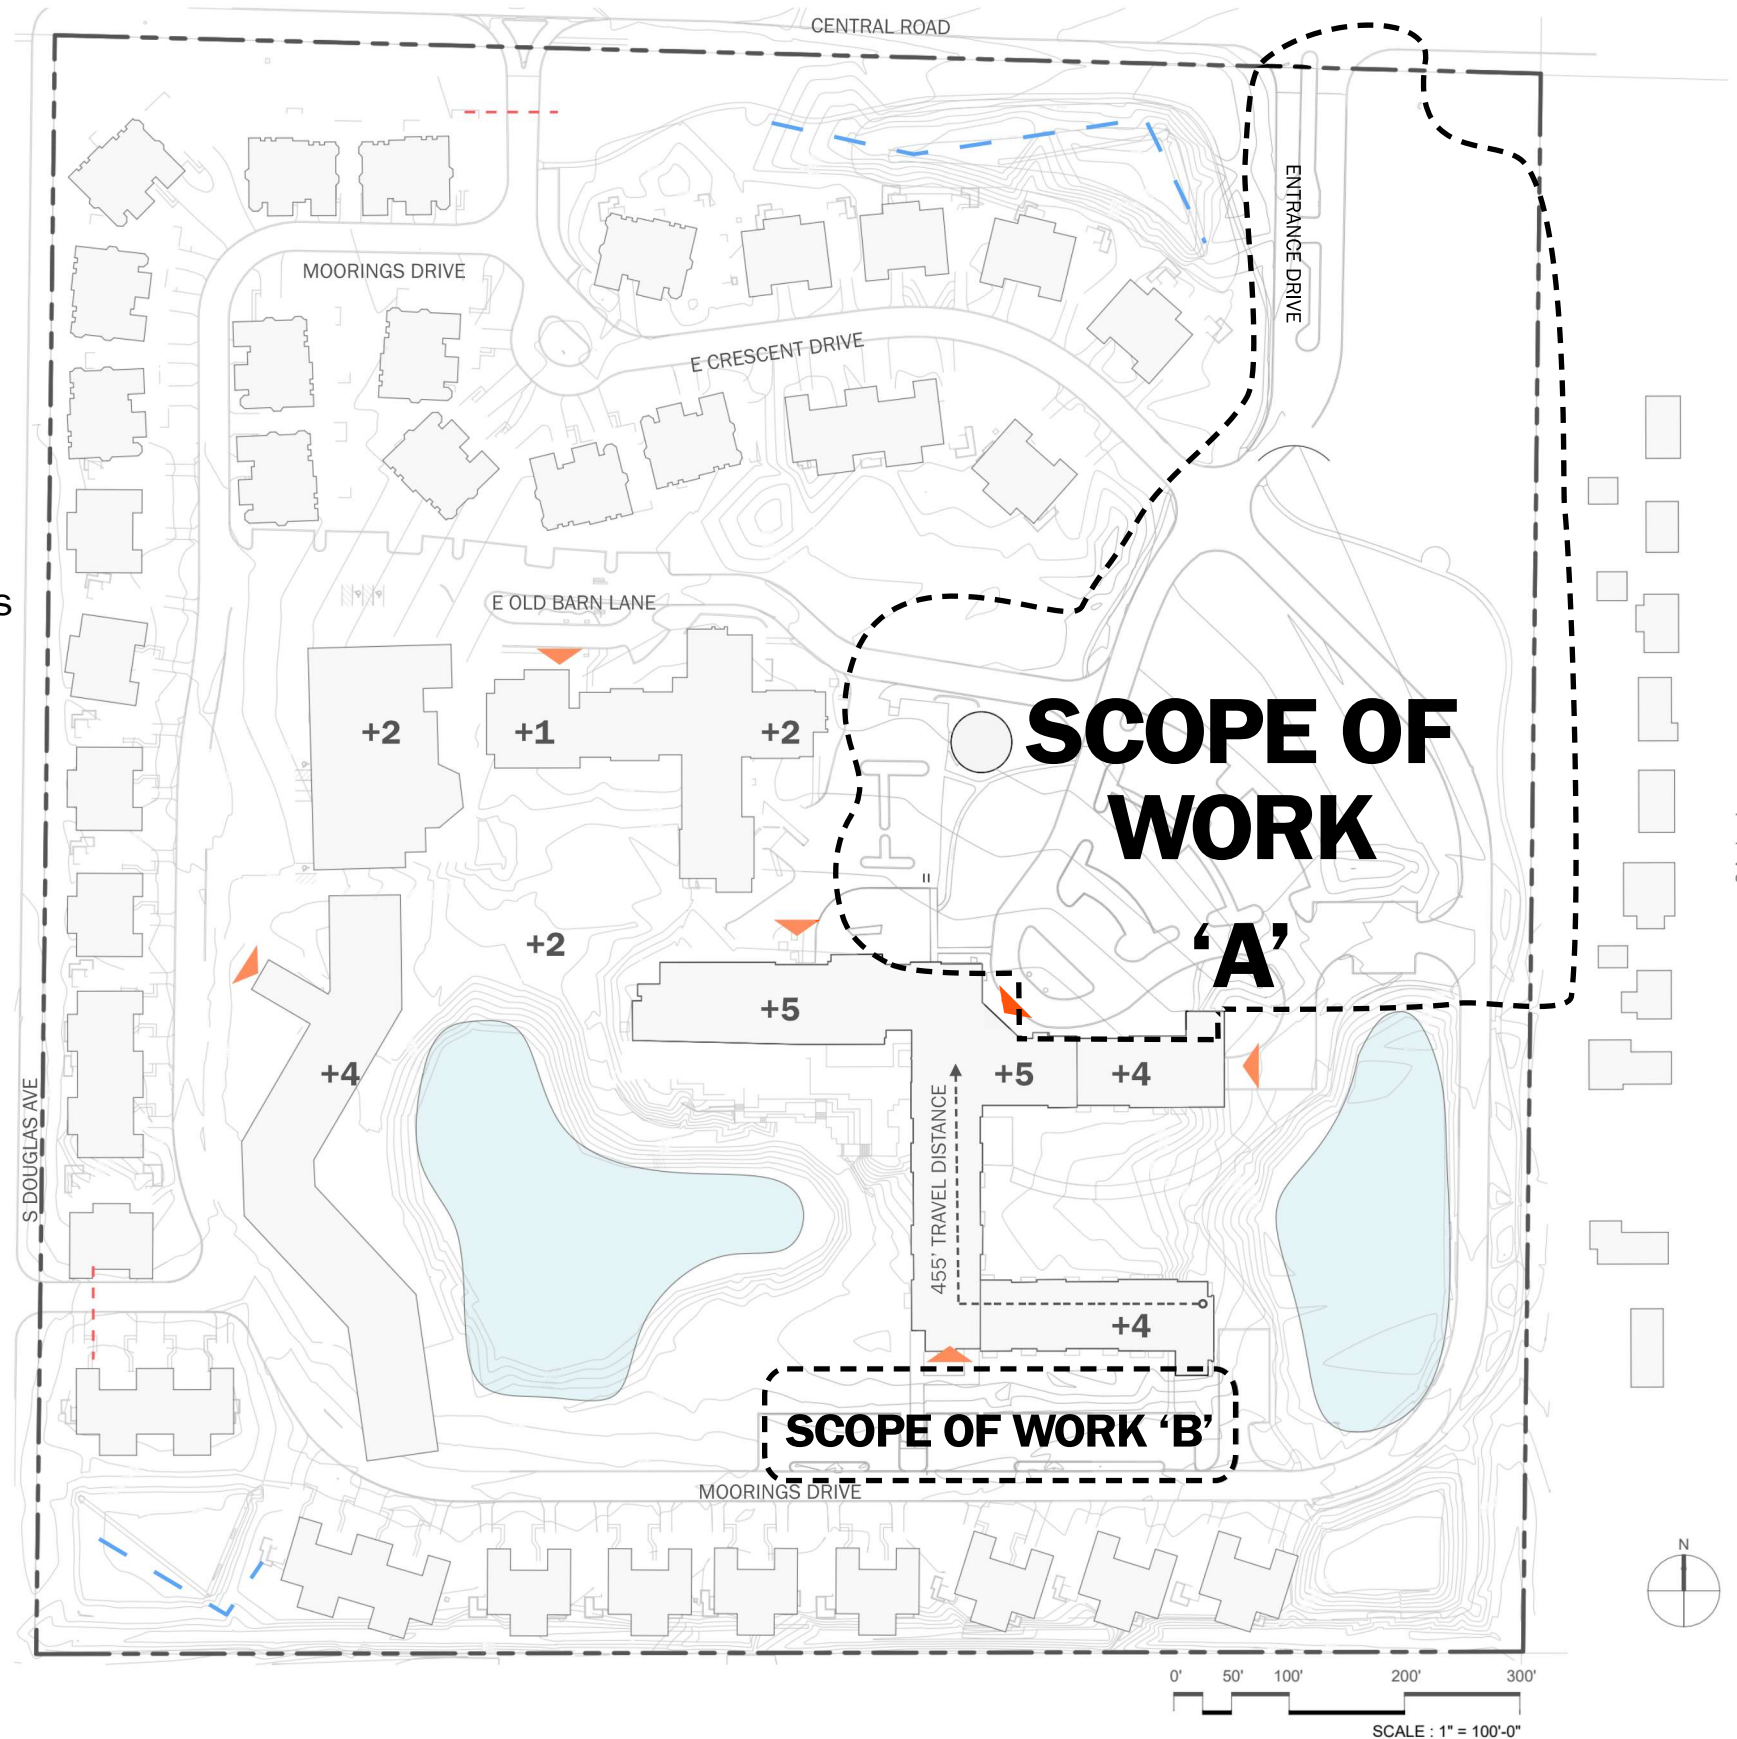 CENTRAL ROAD
ENTRANCE DRIVE
MOORINGS DRIVE
E CRESCENT DRIVE
S
E OLD BARN LANE
+2
+1
+2
SCOPE OF
WORK
‘A’
+2
+5
+4
+5
+4
S DOUGLAS AVE
455' TRAVEL DISTANCE
+4
SCOPE OF WORK ‘B’
MOORINGS DRIVE
N
0' 50' 100' 200' 300'
SCALE : 1" = 100'-0"